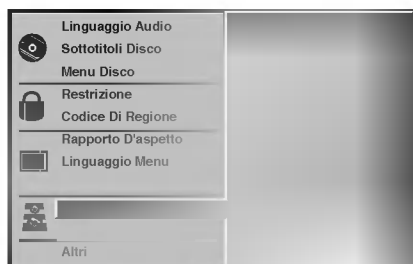 Linguaggio Audio
Sottotitoli Disco
Menu Disco
Restrizione
Codice Di Regione
Rapporto D'aspetto
Linguaggio Menu
Altri